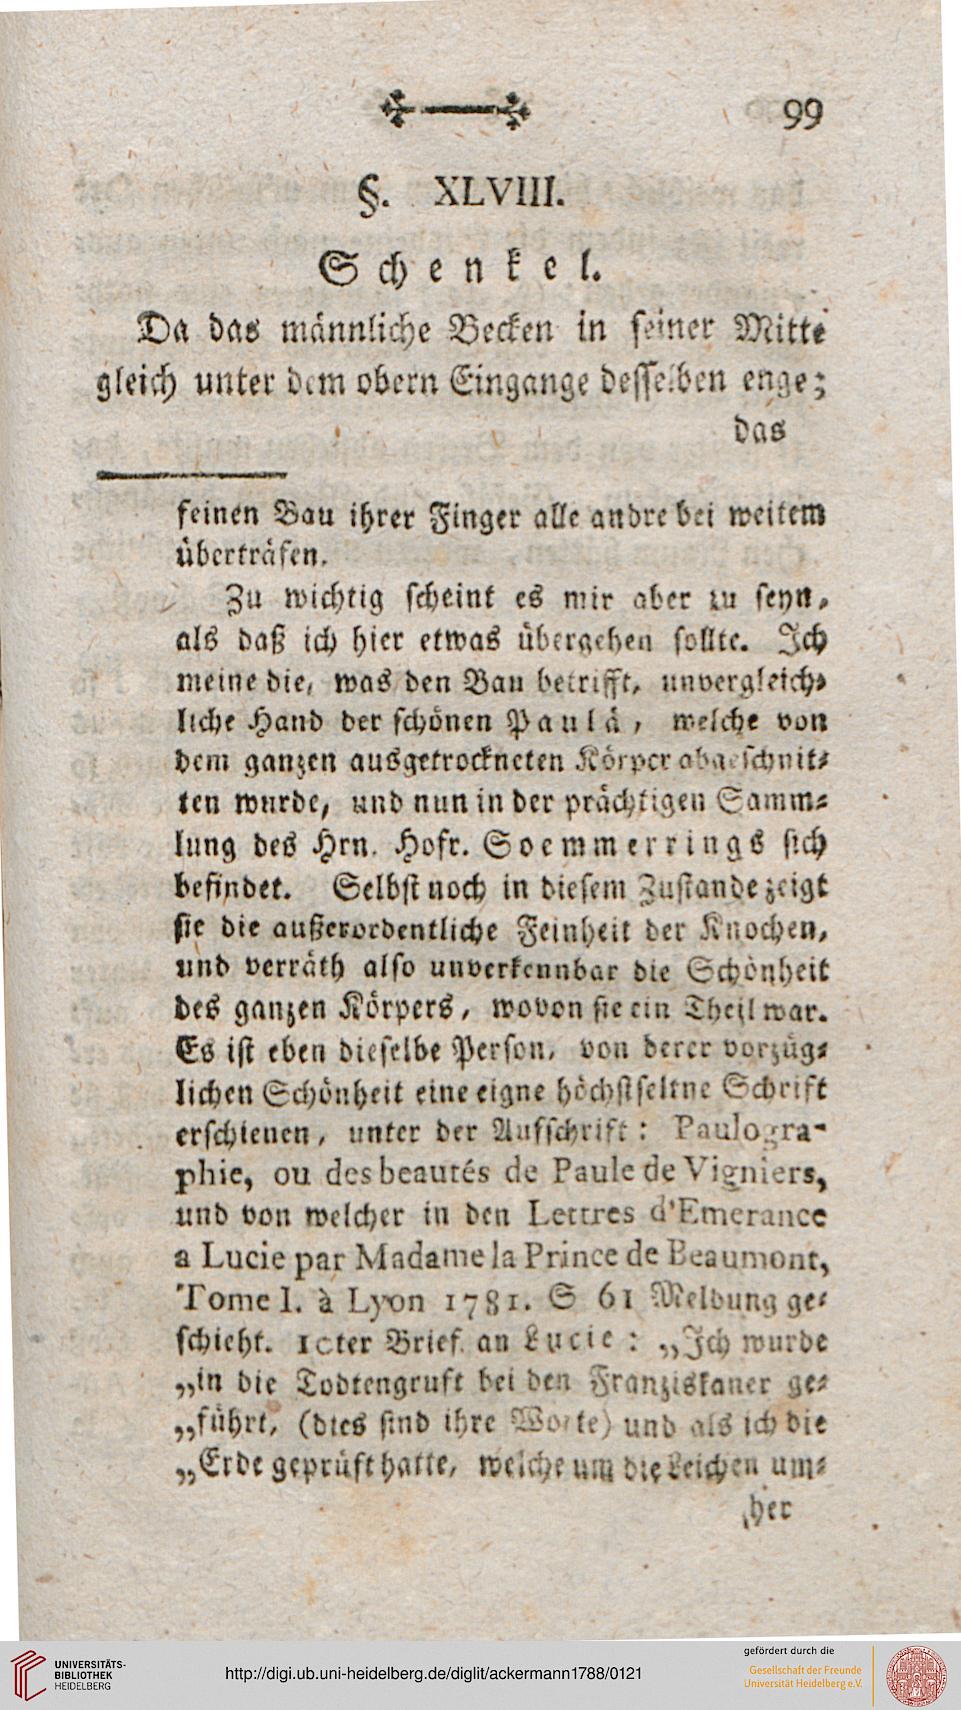 99
§. XLVIII.
Schenkel.
Da das männliche Becken in seiner Mitte
gleich unter dem obern Eingange desselben enge;
das
feinen Bau ihrer Finger alle andre bei weitem
überträfen.
Zu wichtig scheint es mir aber zu seyn,
als daß ich hier etwas übergehen sollte. Ich
meine die, was den Bau betrifft, unvergleich-
liche Hand der schönen Paulä, welche von
dem ganzen ausgetrockneten Körper abgeschnit-
ten wurde, und nun in der prächtigen Samm-
lung des Hrn. Hofr. Soemmerrings sich
befindet. Selbst noch in diesem Zustande zeigt
sie die außerordentliche Feinheit der Knochen,
und verräth also unverkennbar die Schönheit
des ganzen Körpers, wovon sie ein Theil war.
Es ist eben dieselbe Person, von derer vorzüg-
lichen Schönheit eine eigne höchstseltne Schrift
erschienen, unter der Aufschrift: Paulogra-
phie, ou des beautés de Paule de Vigniers,
und von welcher in den Lettres d'Emerance
a Lucie par Madame la Prince de Beaumont,
Tome I. à Lyon 1781. S 61 Meldung ge-
schieht. 10ter Brief. an Lucie: „Ich wurde
„in die Todtengruft bei den Franziskaner ge-
„führt, (dies sind ihre Worte) und als ich die
„Erde geprüft hatte, welche um die Leichen um-
her
UNIVERSITÄTS-
BIBLIOTHEK
HEIDELBERG
http://digi.ub.uni-heidelberg.de/diglit/ackermann1788/0121
gefördert durch die
Gesellschaft der Freunde
Universität Heidelberg e.V.